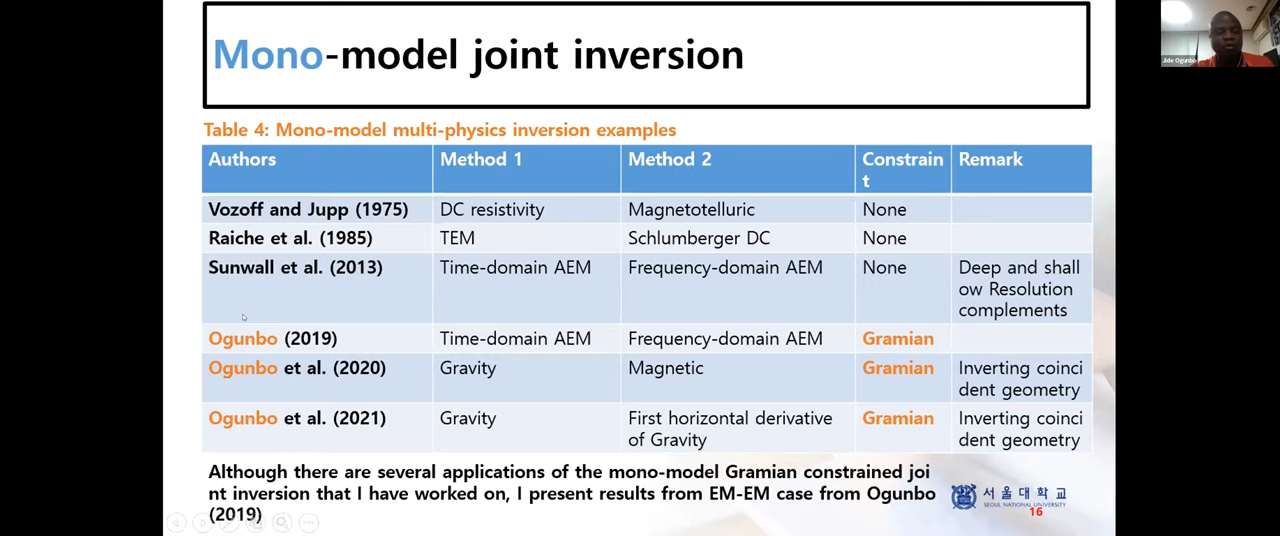 Mono-model joint inversion
Jide Ogunbo
Table 4: Mono-model multi-physics inversion examples
Authors Method 1 Method 2 Constrain Remark
t
Vozoff and Jupp (1975) DC resistivity Magnetotelluric None
Raiche et al. (1985) TEM Schlumberger DC None
Sunwall et al. (2013) Time-domain AEM Frequency-domain AEM None Deep and shall
ow Resolution
complements
Ogunbo (2019) Time-domain AEM Frequency-domain AEM Gramian
Ogunbo et al. (2020) Gravity Magnetic Gramian Inverting coinci
dent geometry
Ogunbo et al. (2021) Gravity First horizontal derivative Gramian Inverting coinci
of Gravity dent geometry
Although there are several applications of the mono-model Gramian constrained joi
nt inversion that I have worked on, I present results from EM-EM case from Ogunbo
(2019)
서울대학교
SEOUL NATIONAL UNIVERSITY
16